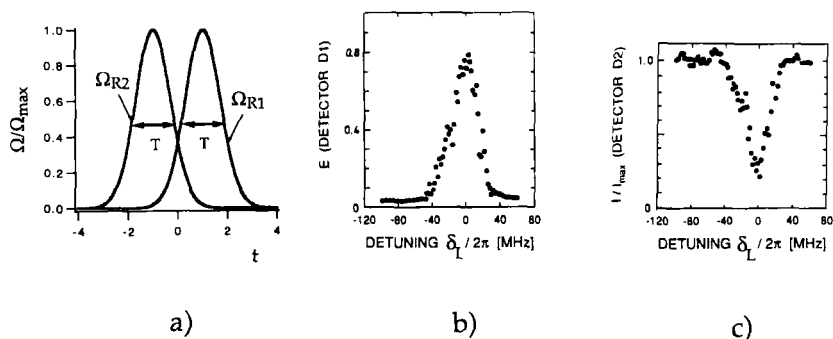 1.0
0.8
0.6
0.4
0.2
0.0
Ω/Ωmax
ΩR2
ΩR1
T
T
-4
-2
0
2
4
t
a)
0.8
0.4
0
E (DETECTOR D1)
-120
-80
-40
0
40
80
DETUNING δL/2π [MHz]
b)
1.0
0
I/Imax (DETECTOR D2)
-120
-80
-40
0
40
80
120
DETUNING δL/2π [MHz]
c)